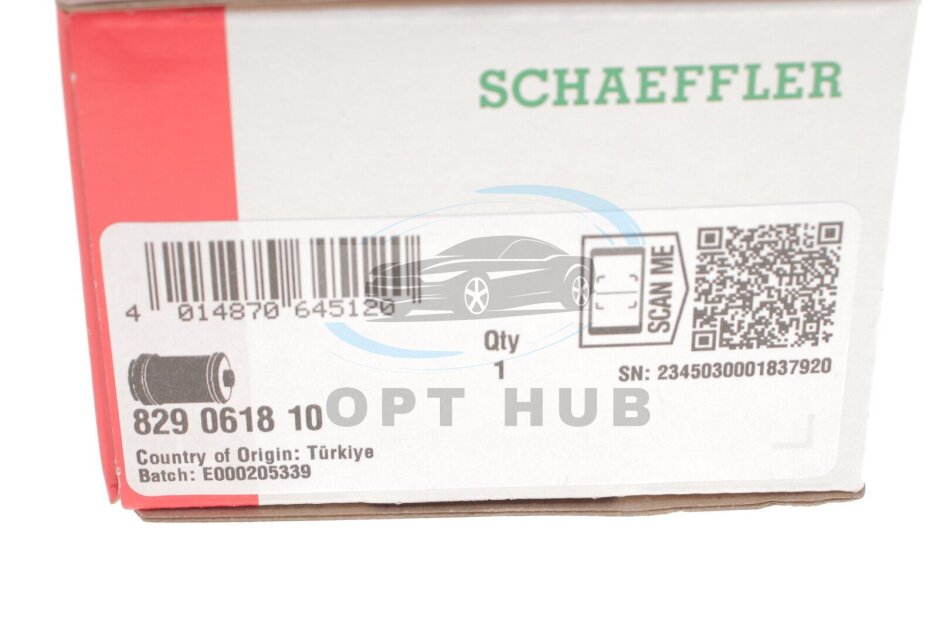 SCHAEFFLER
4 014870 645120
Qty
1
SCAN ME
SN: 2345030001837920
829 0618 10
OPT HUB
Country of Origin: Türkiye
Batch: E000205339